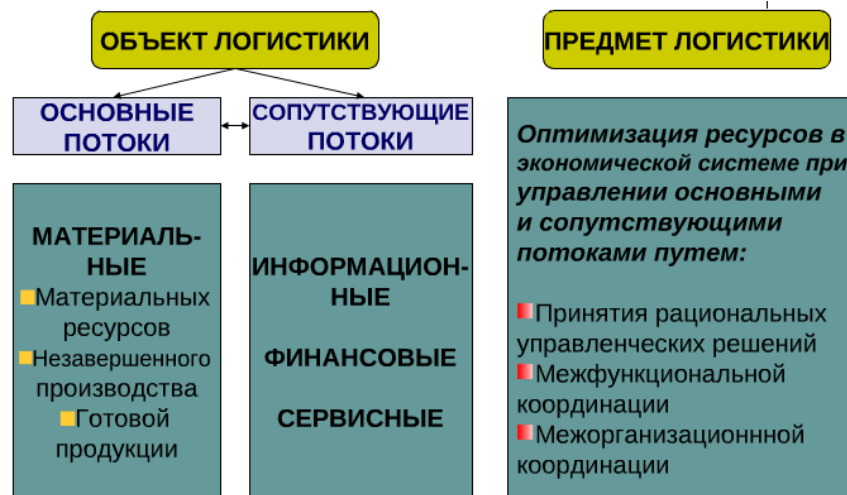 ОБЪЕКТ ЛОГИСТИКИ
ПРЕДМЕТ ЛОГИСТИКИ
ОСНОВНЫЕ
ПОТОКИ
СОПУТСТВУЮЩИЕ
ПОТОКИ
МАТЕРИАЛЬ-
НЫЕ
Материальных
ресурсов
Незавершенного
производства
Готовой
продукции
ИНФОРМАЦИОН-
НЫЕ
ФИНАНСОВЫЕ
СЕРВИСНЫЕ
Оптимизация ресурсов в
экономической системе при
управлении основными
и сопутствующими
потоками путем:
Принятия рациональных
управленческих решений
Межфункциональной
координации
Межорганизационнной
координации